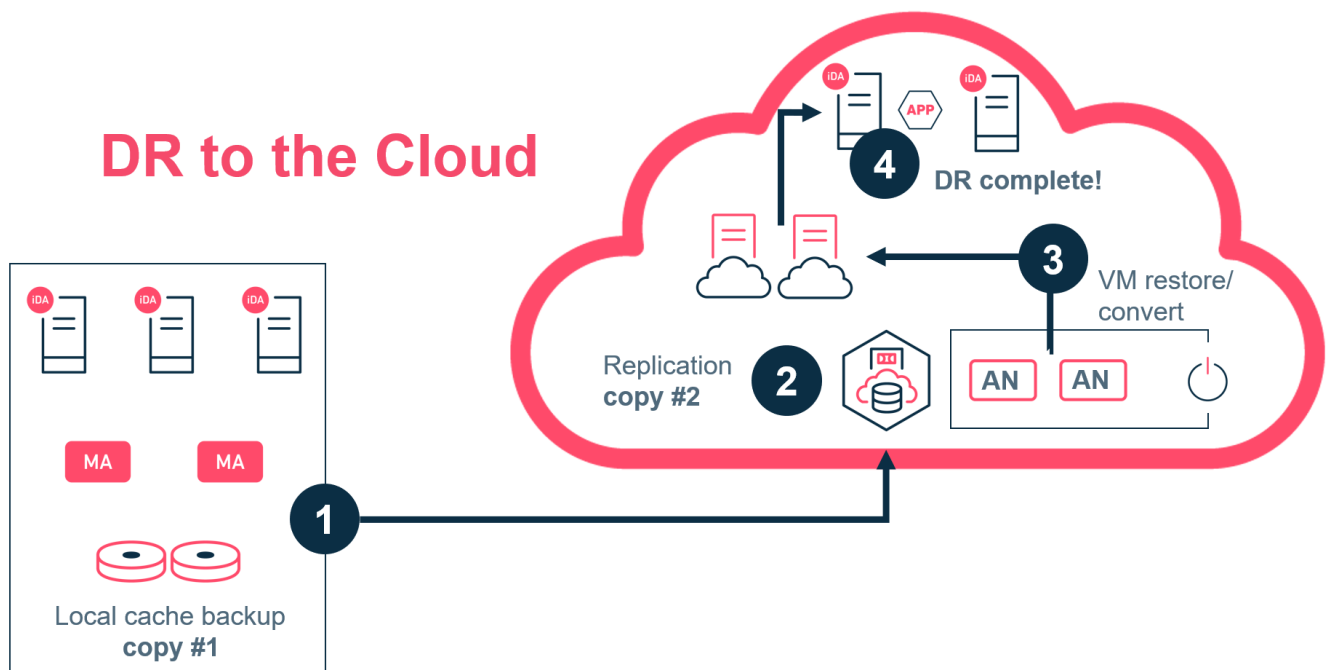 DR to the Cloud
iDA
iDA
iDA
MA
MA
1
Local cache backup
copy #1
iDA
APP
iDA
4
DR complete!
3
VM restore/
convert
Replication
copy #2
2
AN
AN